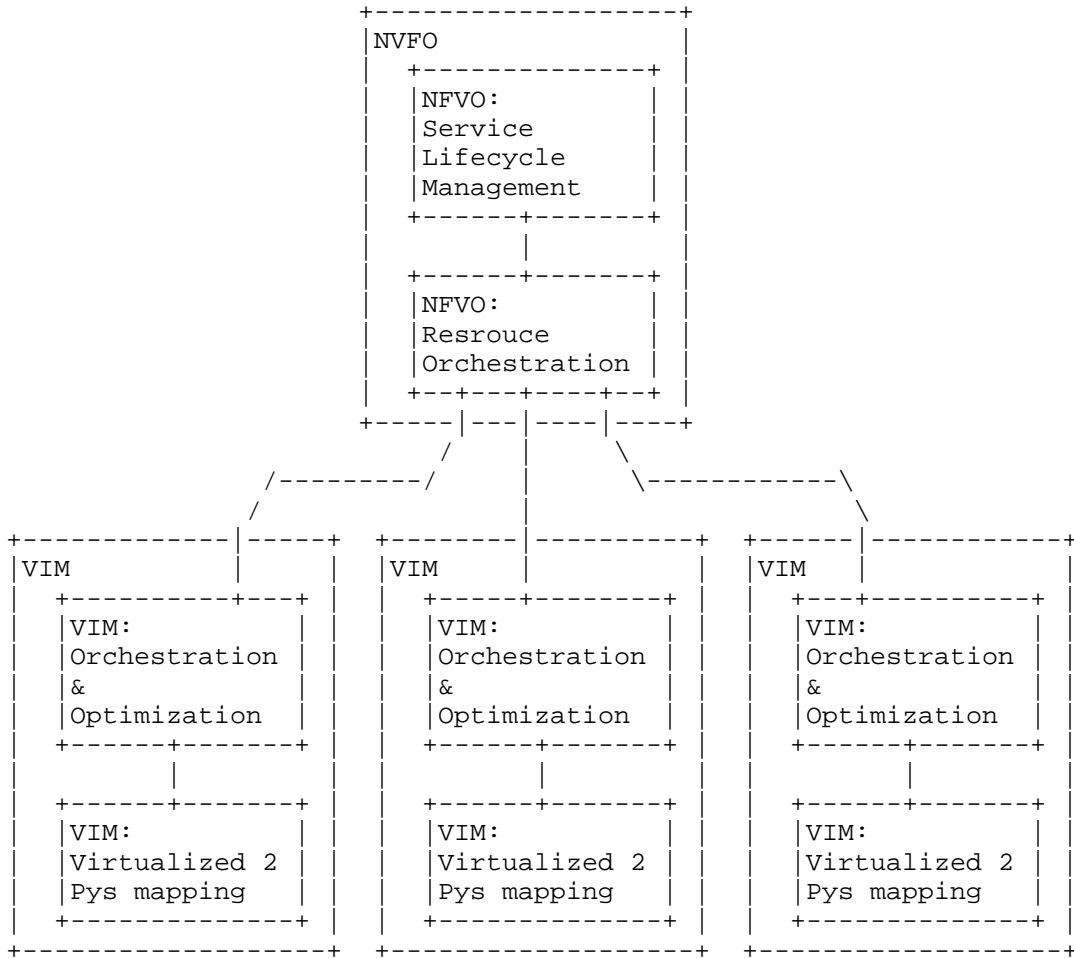 NVFO
NFVO:
Service
Lifecycle
Management
NFVO:
Resrouce
Orchestration
VIM
VIM:
Orchestration
&
Optimization
VIM:
Virtualized 2
Pys mapping
VIM
VIM:
Orchestration
&
Optimization
VIM:
Virtualized 2
Pys mapping
VIM
VIM:
Orchestration
&
Optimization
VIM:
Virtualized 2
Pys mapping